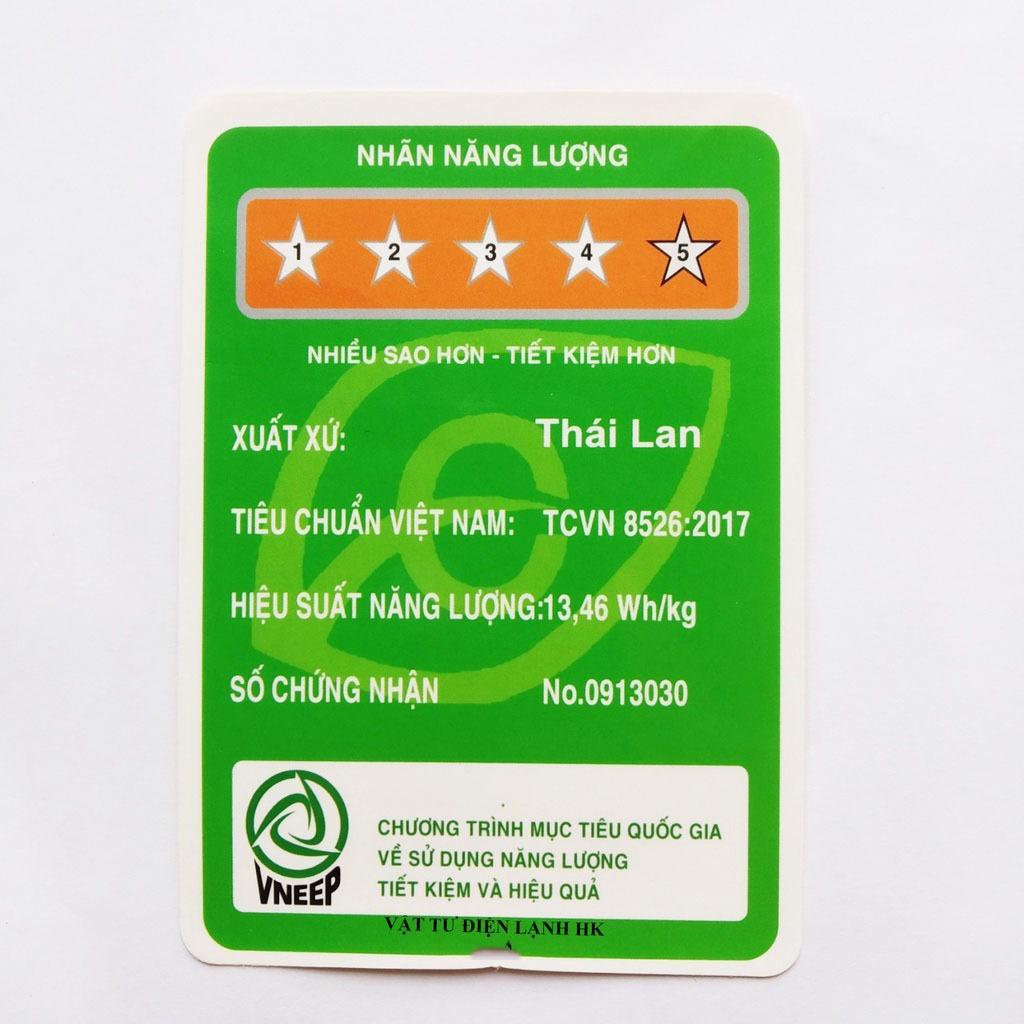 NHÃN NĂNG LƯỢNG
1 2 3 4 5
NHIỀU SAO HƠN - TIẾT KIỆM HƠN
XUẤT XỨ: Thái Lan
TIÊU CHUẨN VIỆT NAM: TCVN 8526:2017
HIỆU SUẤT NĂNG LƯỢNG:13,46 Wh/kg
SỐ CHỨNG NHẬN No.0913030
CHƯƠNG TRÌNH MỤC TIÊU QUỐC GIA
VỀ SỬ DỤNG NĂNG LƯỢNG
TIẾT KIỆM VÀ HIỆU QUẢ
VNEEP
VẬT TƯ ĐIỆN LẠNH HK